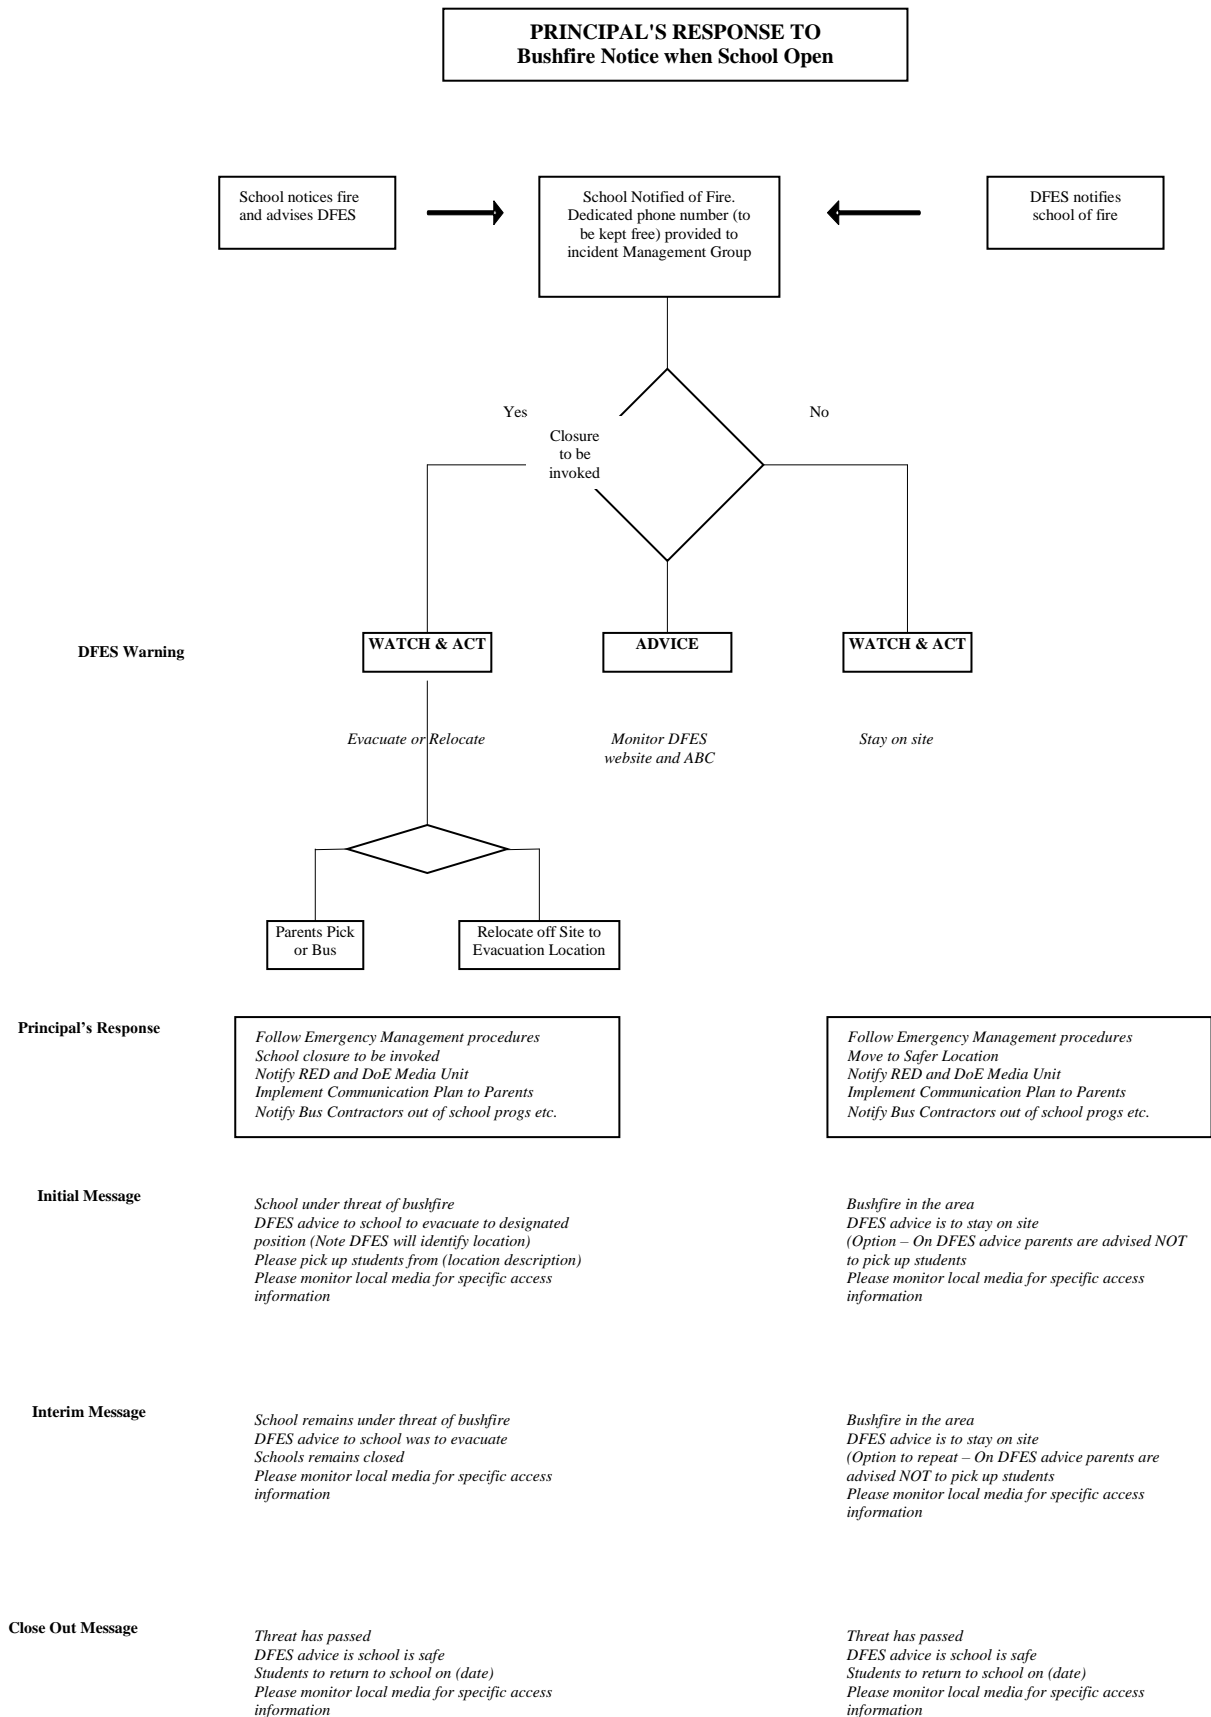 PRINCIPAL'S RESPONSE TO
Bushfire Notice when School Open
School notices fire
and advises DFES
School Notified of Fire.
Dedicated phone number (to
be kept free) provided to
incident Management Group
DFES notifies
school of fire
Yes
No
Closure
to be
invoked
DFES Warning
WATCH & ACT
ADVICE
WATCH & ACT
Evacuate or Relocate
Monitor DFES
website and ABC
Stay on site
Parents Pick
or Bus
Relocate off Site to
Evacuation Location
Principal’s Response
Follow Emergency Management procedures
School closure to be invoked
Notify RED and DoE Media Unit
Implement Communication Plan to Parents
Notify Bus Contractors out of school progs etc.
Follow Emergency Management procedures
Move to Safer Location
Notify RED and DoE Media Unit
Implement Communication Plan to Parents
Notify Bus Contractors out of school progs etc.
Initial Message
School under threat of bushfire
DFES advice to school to evacuate to designated
position (Note DFES will identify location)
Please pick up students from (location description)
Please monitor local media for specific access
information
Bushfire in the area
DFES advice is to stay on site
(Option – On DFES advice parents are advised NOT
to pick up students
Please monitor local media for specific access
information
Interim Message
School remains under threat of bushfire
DFES advice to school was to evacuate
Schools remains closed
Please monitor local media for specific access
information
Bushfire in the area
DFES advice is to stay on site
(Option to repeat – On DFES advice parents are
advised NOT to pick up students
Please monitor local media for specific access
information
Close Out Message
Threat has passed
DFES advice is school is safe
Students to return to school on (date)
Please monitor local media for specific access
information
Threat has passed
DFES advice is school is safe
Students to return to school on (date)
Please monitor local media for specific access
information